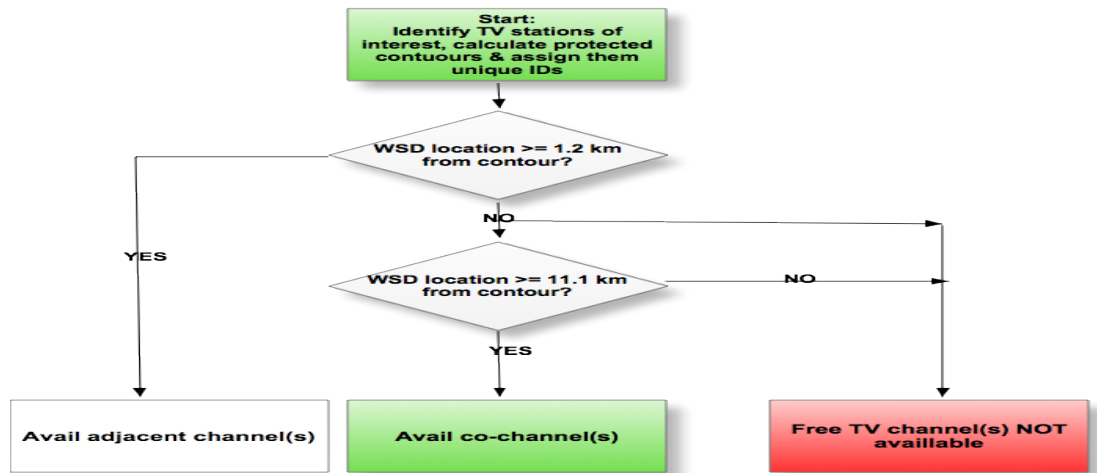 Start:
Identify TV stations of
interest, calculate protected
contuours & assign them
unique IDs
WSD location >= 1.2 km
from contour?
NO
YES
WSD location >= 11.1 km
from contour?
NO
YES
Avail adjacent channel(s)
Avail co-channel(s)
Free TV channel(s) NOT
availlable